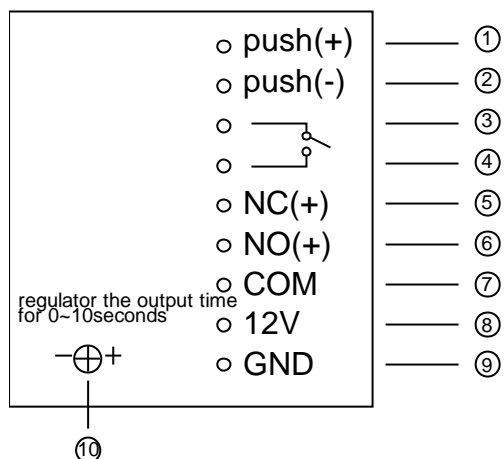 push(+) ①
push(-) ②
③
④
NC(+) ⑤
NO(+) ⑥
COM ⑦
regulator the output time
for 0~10seconds
12V ⑧
- +
GND ⑨
⑩